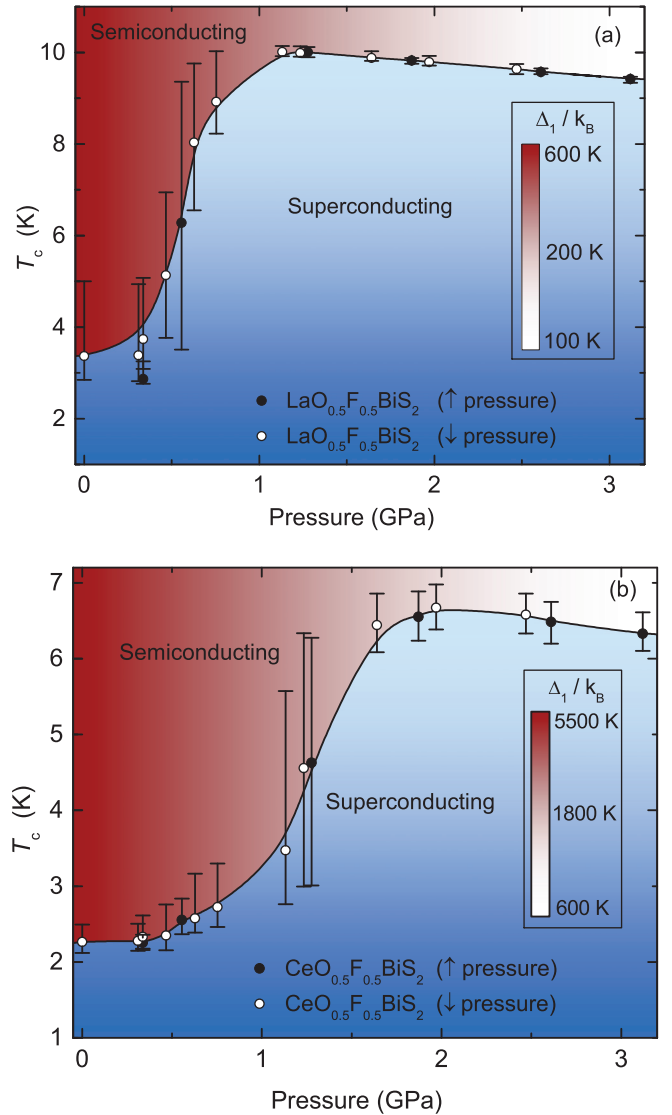 (a)
Semiconducting
10
8
6
4
2
T_c (K)
Δ₁ / k_B
600 K
200 K
100 K
Superconducting
● LaO₀.₅F₀.₅BiS₂ (↑ pressure)
○ LaO₀.₅F₀.₅BiS₂ (↓ pressure)
0 1 2 3
Pressure (GPa)
(b)
7
6
5
4
3
2
1
T_c (K)
Semiconducting
Δ₁ / k_B
5500 K
1800 K
600 K
Superconducting
● CeO₀.₅F₀.₅BiS₂ (↑ pressure)
○ CeO₀.₅F₀.₅BiS₂ (↓ pressure)
0 1 2 3
Pressure (GPa)